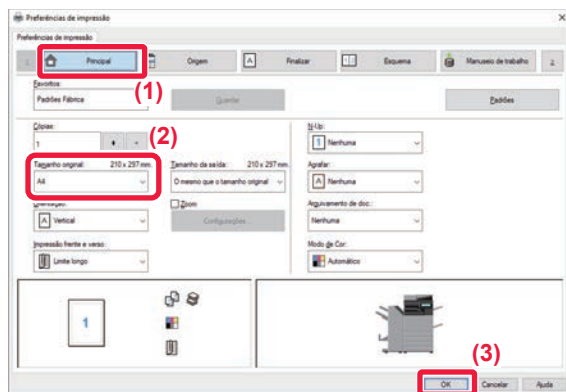 Preferências de impressão
Preferências de impressão
Principal
Origem
Finalizar
Esquema
Manuseio de trabalho
(1)
Favoritos:
Padrões Fábrica
Guardar
Padrões
Cópias:
1
(2)
Tamanho original: 210 x 297 mm.
A4
Tamanho da saída: 210 x 297 mm.
O mesmo que o tamanho original
Orientação:
Vertical
Zoom
Configurações...
Impressão frente e verso:
Limite longo
N-Up:
1 Nenhuma
Agrafar:
Nenhuma
Arquivamento de doc.:
Nenhuma
Modo de Cor:
Automático
1
(3)
OK
Cancelar
Ajuda